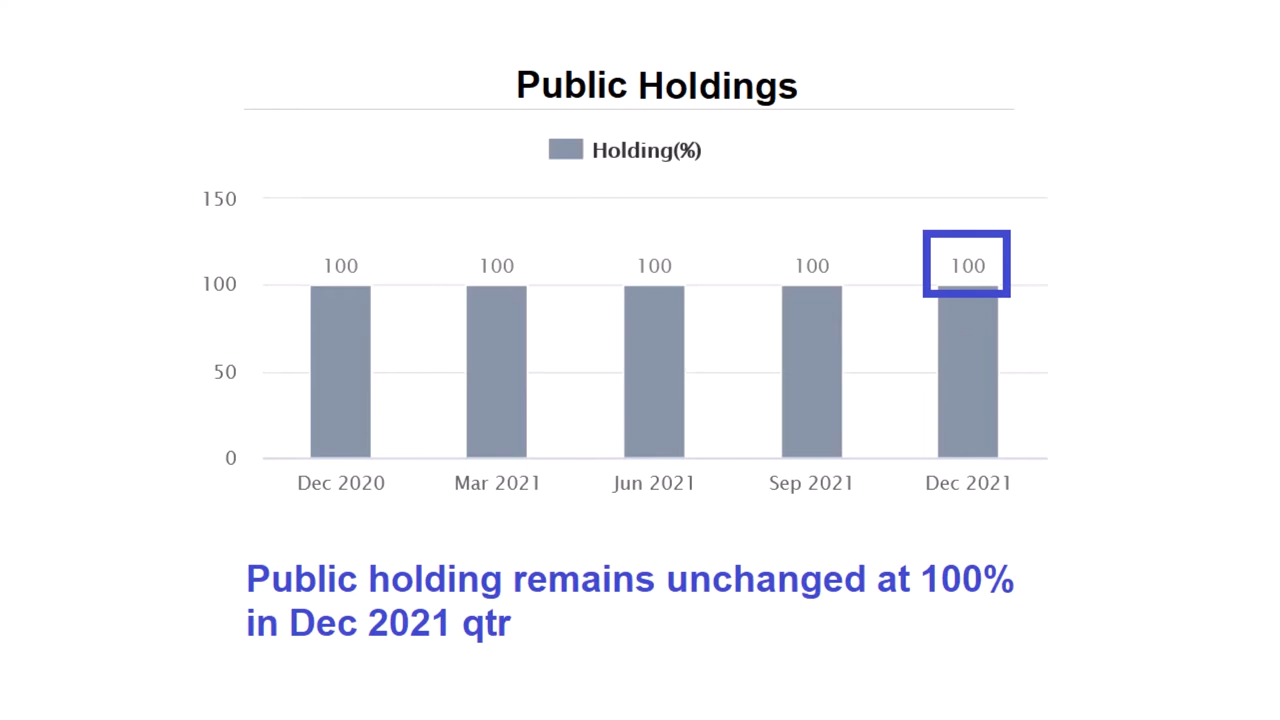 Public Holdings
Holding(%)
150
100 100 100 100 100
100
50
0
Dec 2020 Mar 2021 Jun 2021 Sep 2021 Dec 2021
Public holding remains unchanged at 100%
in Dec 2021 qtr